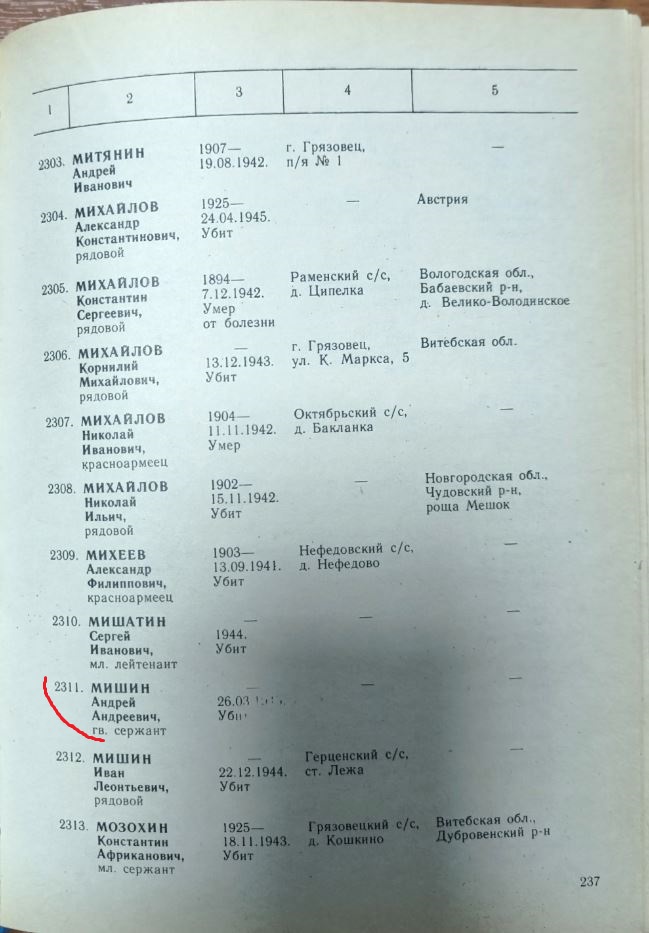 1 2 3 4 5
2303. МИТЯНИН 1907— г. Грязовец, —
Андрей 19.08.1942. п/я № 1
Иванович
2304. МИХАЙЛОВ 1925— — Австрия
Александр 24.04.1945.
Константинович, Убит
рядовой
2305. МИХАЙЛОВ 1894— Раменский с/с, Вологодская обл.,
Константин 7.12.1942. д. Ципелка Бабаевский р-н,
Сергеевич, Умер д. Велико-Володинское
рядовой от болезни
2306. МИХАЙЛОВ — г. Грязовец, Витебская обл.
Корнилий 13.12.1943. ул. К. Маркса, 5
Михайлович, Убит
рядовой
2307. МИХАЙЛОВ 1904— Октябрьский с/с, —
Николай 11.11.1942. д. Бакланка
Иванович, Умер
красноармеец
2308. МИХАЙЛОВ 1902— — Новгородская обл.,
Николай 15.11.1942. Чудовский р-н,
Ильич, Убит роща Мешок
рядовой
2309. МИХЕЕВ 1903— Нефедовский с/с, —
Александр 13.09.1941. д. Нефедово
Филиппович, Убит
красноармеец
2310. МИШАТИН — — —
Сергей 1944.
Иванович, Убит
мл. лейтенант
2311. МИШИН — — —
Андрей 26.03
Андреевич,
гв. сержант
2312. МИШИН — Герценский с/с, —
Иван 22.12.1944. ст. Лежа
Леонтьевич, Убит
рядовой
2313. МОЗОХИН 1925— Грязовецкий с/с, Витебская обл.,
Константин 18.11.1943. д. Кошкино Дубровенский р-н
Африканович, Убит
мл. сержант
237